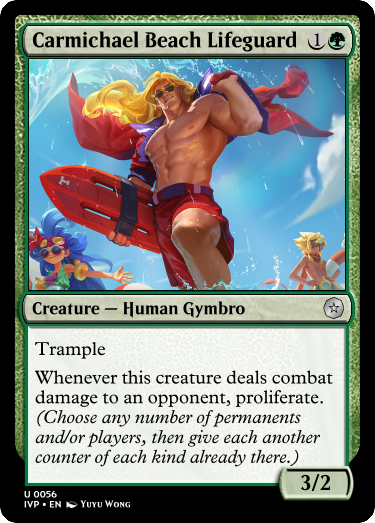 Carmichael Beach Lifeguard 1
Creature — Human Gymbro
Trample
Whenever this creature deals combat
damage to an opponent, proliferate.
(Choose any number of permanents
and/or players, then give each another
counter of each kind already there.)
3/2
U 0056
IVP • EN Yuyu Wong